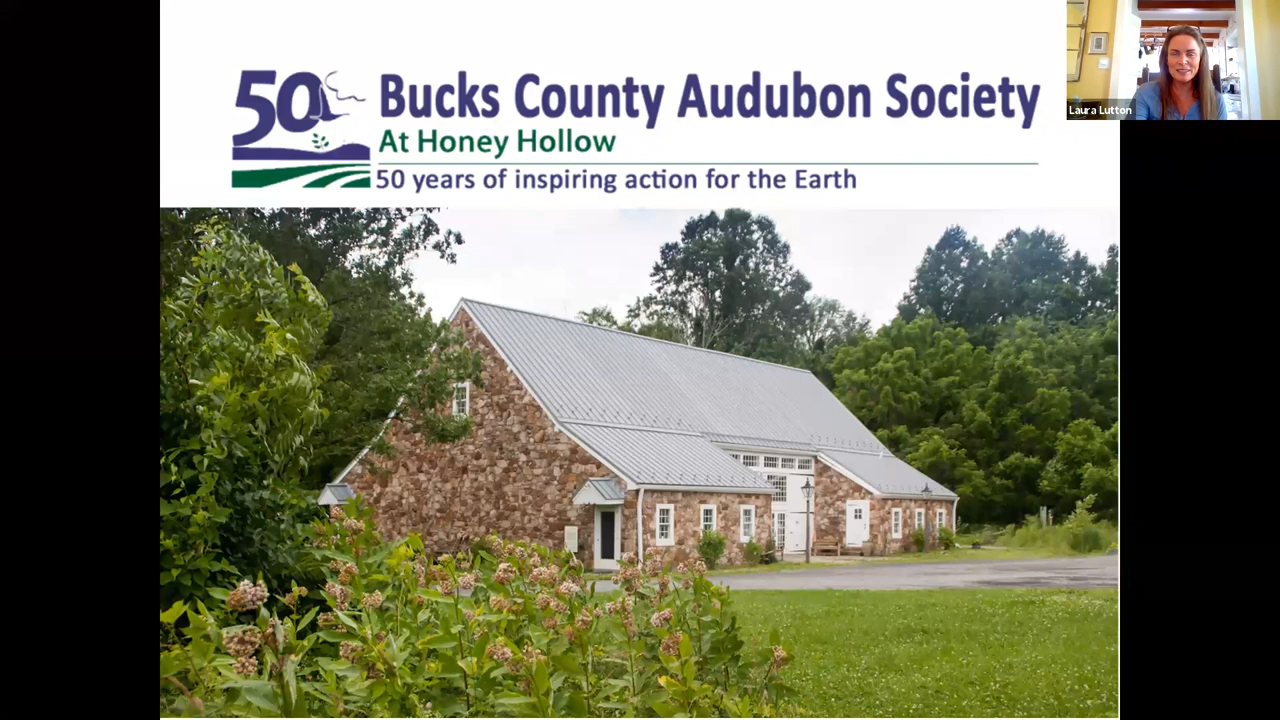 50 Bucks County Audubon Society
At Honey Hollow
50 years of inspiring action for the Earth
Laura Lutton